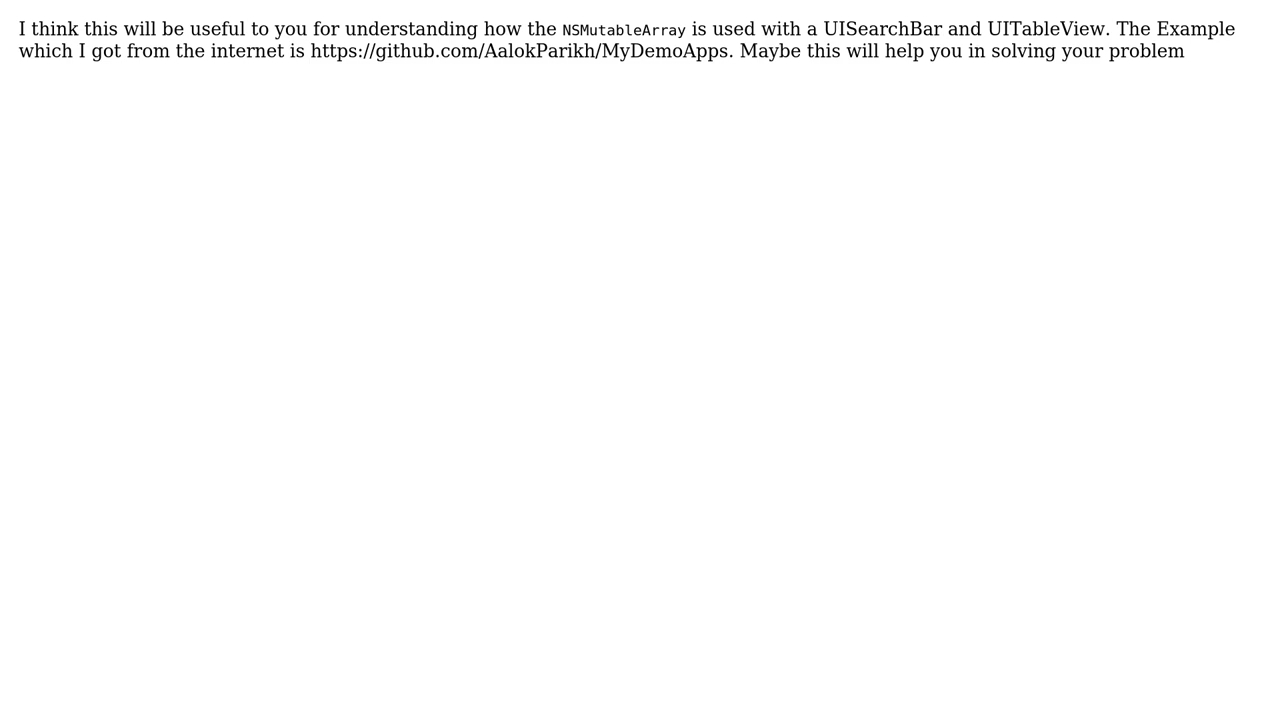 I think this will be useful to you for understanding how the NSMutableArray is used with a UISearchBar and UITableView. The Example
which I got from the internet is https://github.com/AalokParikh/MyDemoApps. Maybe this will help you in solving your problem